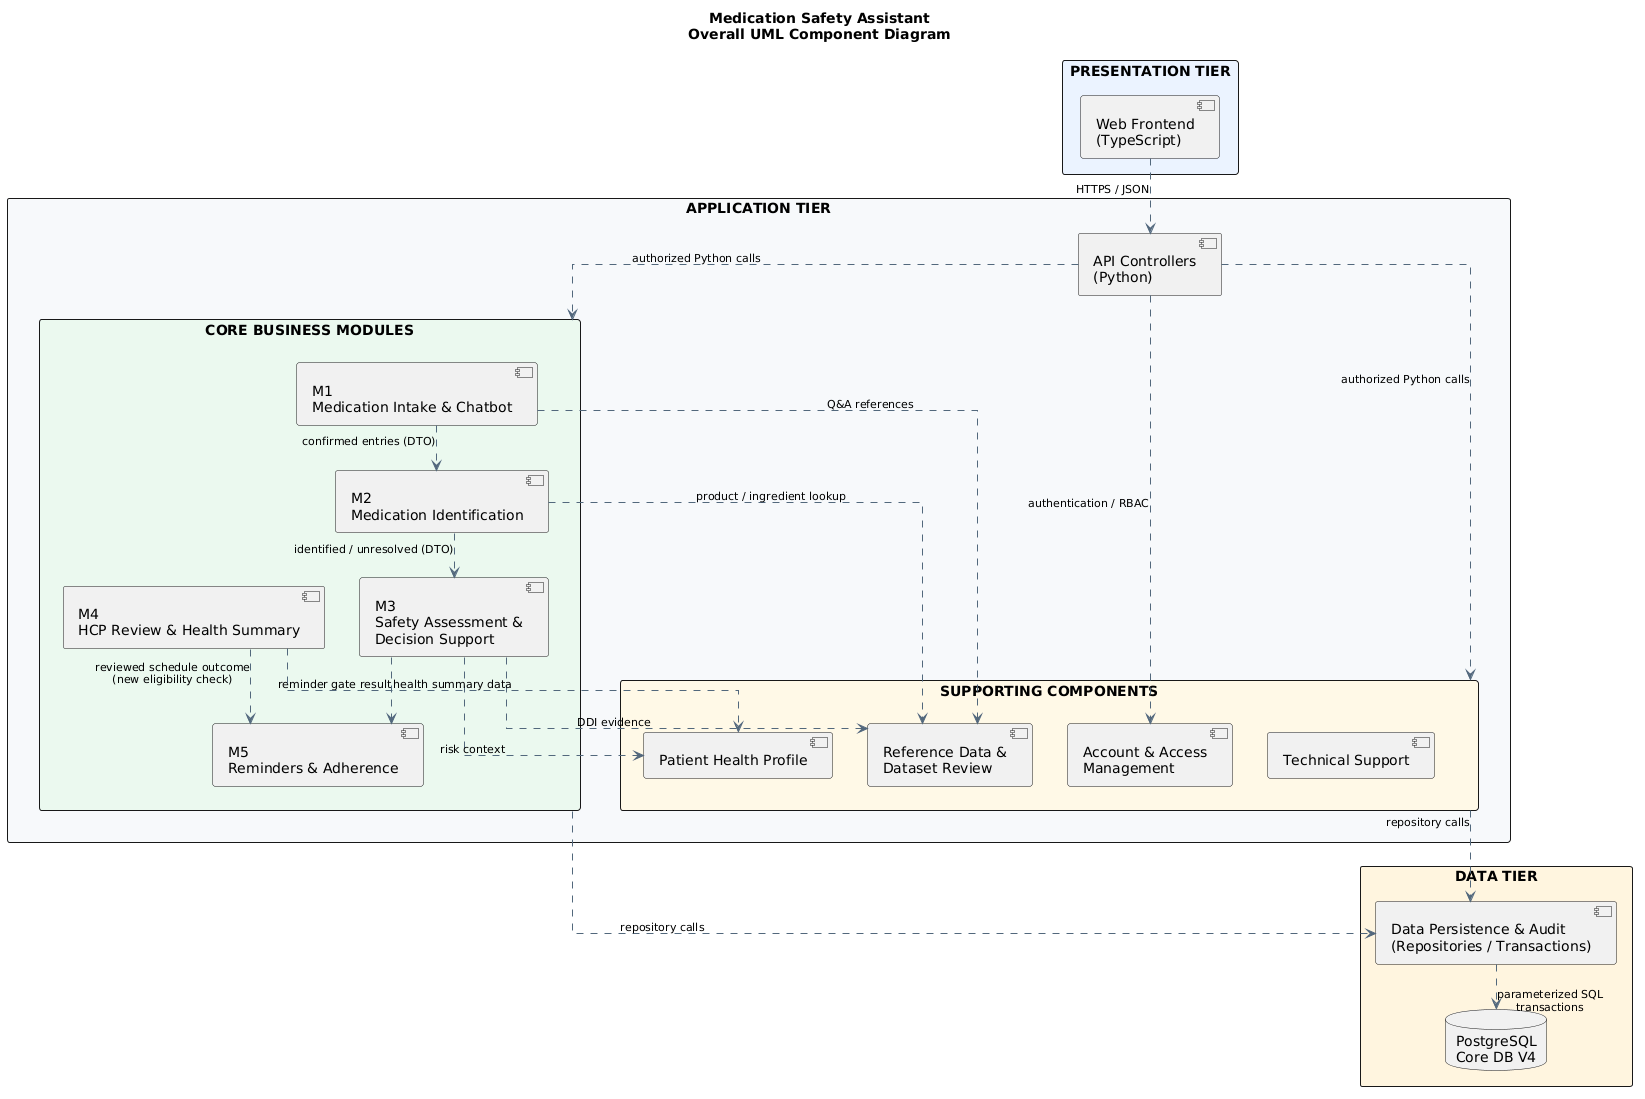 Medication Safety Assistant
Overall UML Component Diagram
PRESENTATION TIER
Web Frontend
(TypeScript)
HTTPS / JSON
APPLICATION TIER
API Controllers
(Python)
authorized Python calls
authorized Python calls
authentication / RBAC
CORE BUSINESS MODULES
M1
Medication Intake & Chatbot
Q&A references
confirmed entries (DTO)
M2
Medication Identification
product / ingredient lookup
identified / unresolved (DTO)
M4
HCP Review & Health Summary
M3
Safety Assessment &
Decision Support
reviewed schedule outcome
(new eligibility check)
reminder gate result
health summary data
DDI evidence
risk context
M5
Reminders & Adherence
SUPPORTING COMPONENTS
Patient Health Profile
Reference Data &
Dataset Review
Account & Access
Management
Technical Support
repository calls
repository calls
DATA TIER
Data Persistence & Audit
(Repositories / Transactions)
parameterized SQL
transactions
PostgreSQL
Core DB V4